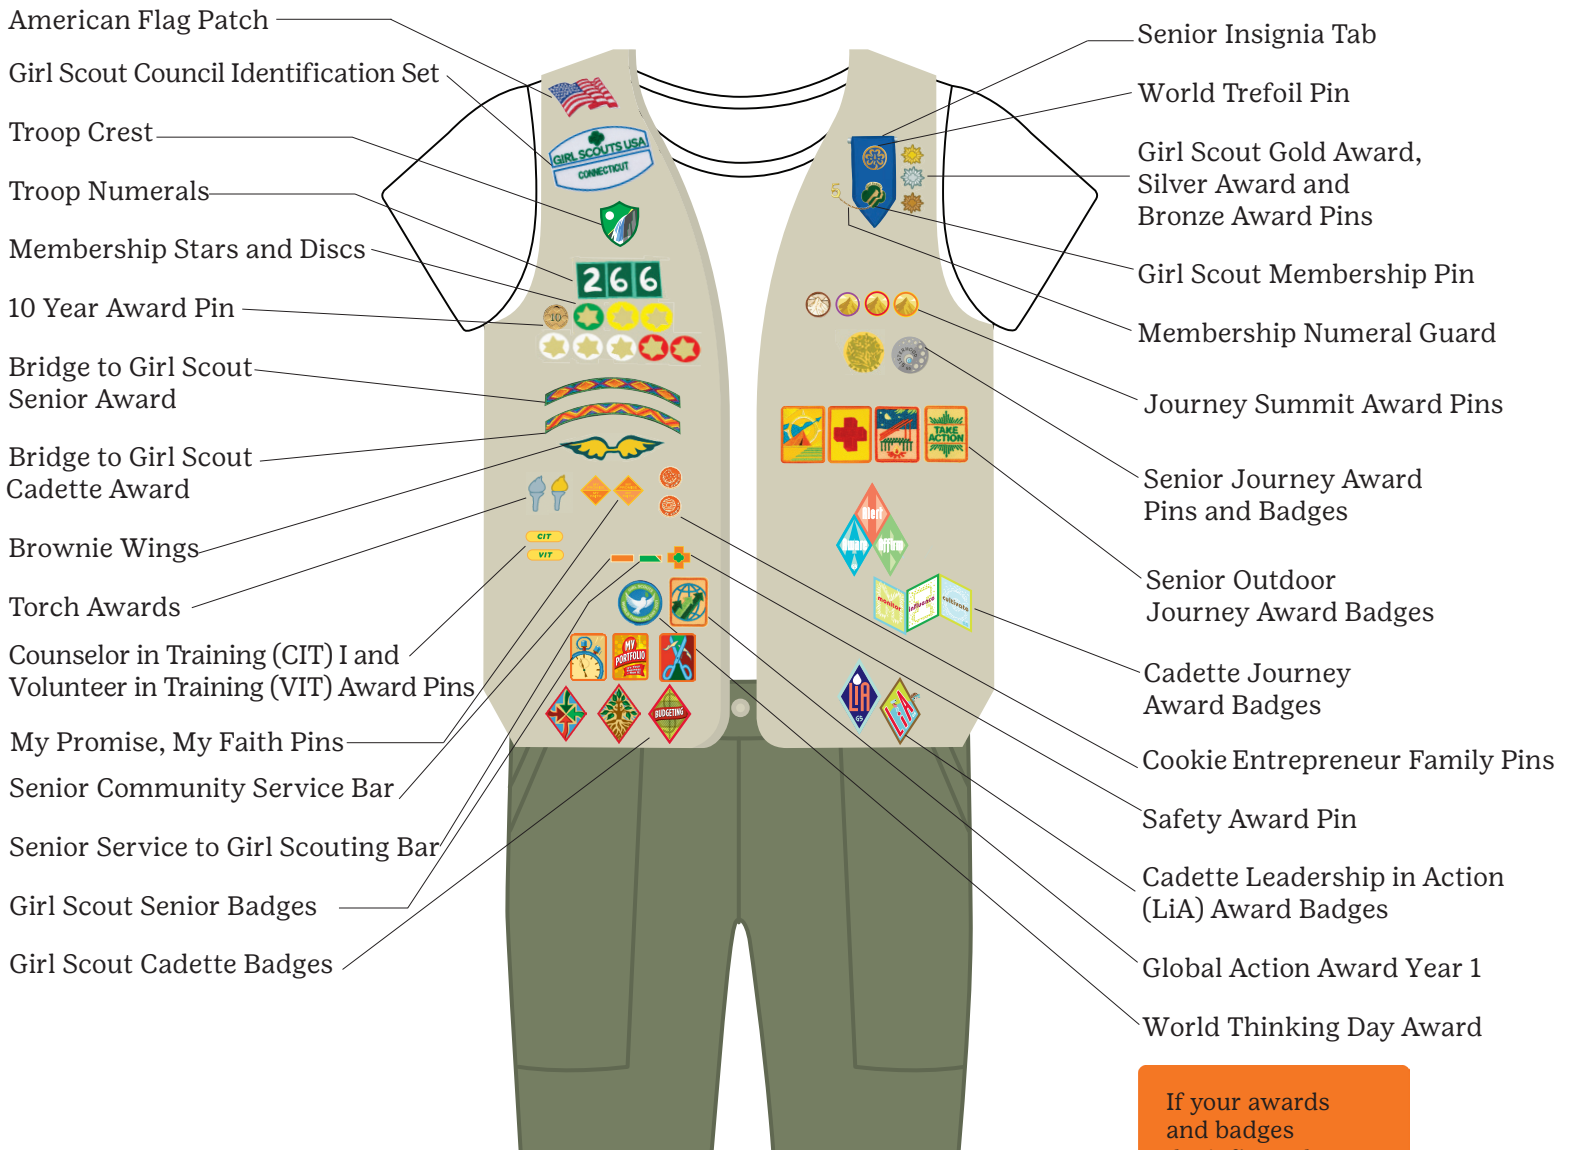 American Flag Patch
Girl Scout Council Identification Set
Troop Crest
Troop Numerals
Membership Stars and Discs
10 Year Award Pin
Bridge to Girl Scout
Senior Award
Bridge to Girl Scout
Cadette Award
Brownie Wings
Torch Awards
Counselor in Training (CIT) I and
Volunteer in Training (VIT) Award Pins
My Promise, My Faith Pins
Senior Community Service Bar
Senior Service to Girl Scouting Bar
Girl Scout Senior Badges
Girl Scout Cadette Badges
GIRL SCOUTS USA
CONNECTICUT
266
10
CIT
VIT
MY
PORTFOLIO
BUDGETING
TAKE
ACTION
Alert
monitor
influence
cultivate
LiA
G5
LiA
Senior Insignia Tab
World Trefoil Pin
Girl Scout Gold Award,
Silver Award and
Bronze Award Pins
Girl Scout Membership Pin
Membership Numeral Guard
Journey Summit Award Pins
Senior Journey Award
Pins and Badges
Senior Outdoor
Journey Award Badges
Cadette Journey
Award Badges
Cookie Entrepreneur Family Pins
Safety Award Pin
Cadette Leadership in Action
(LiA) Award Badges
Global Action Award Year 1
World Thinking Day Award
If your awards
and badges